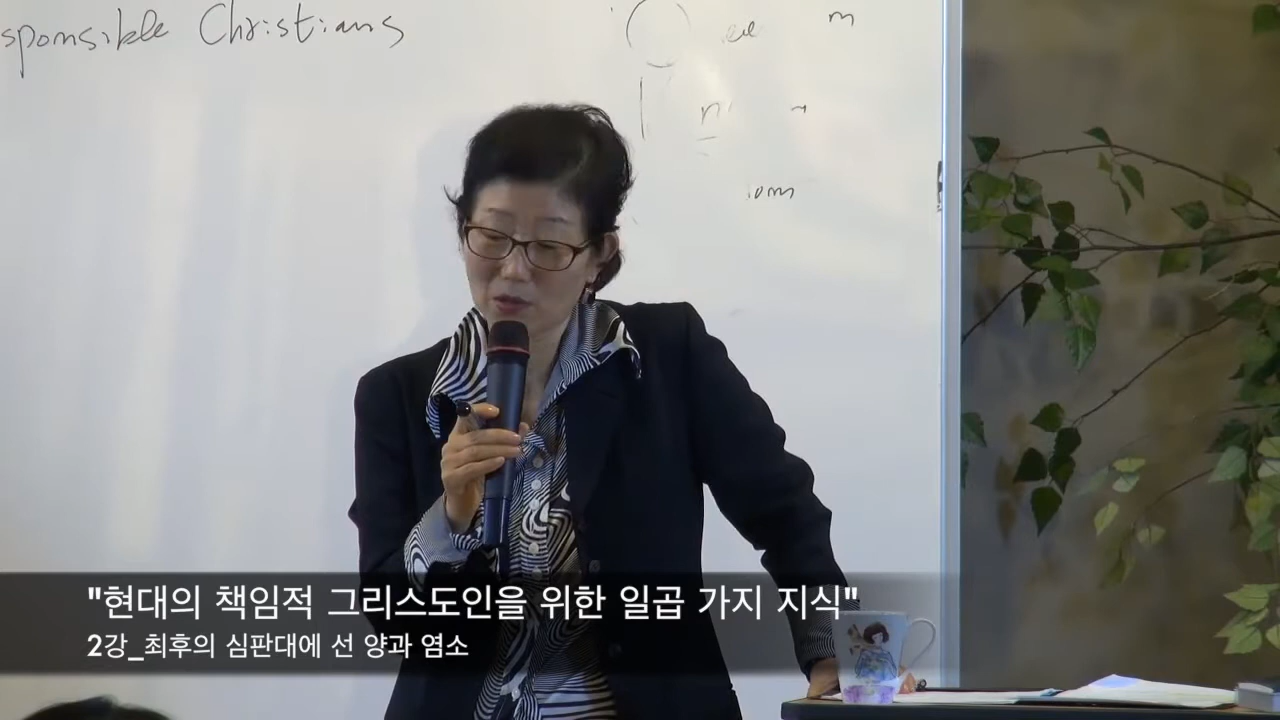 sponsible Christians
"현대의 책임적 그리스도인을 위한 일곱 가지 지식"
2강_최후의 심판대에 선 양과 염소